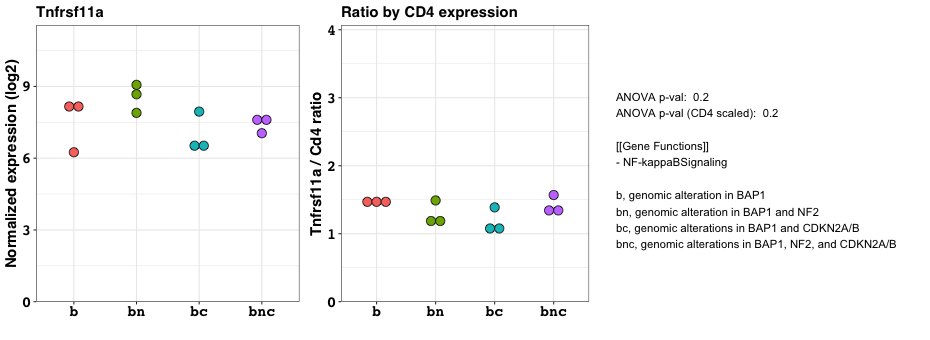 Tnfrsf11a
Normalized expression (log2)
9
6
3
0
b bn bc bnc
Ratio by CD4 expression
Tnfrsf11a / Cd4 ratio
4
3
2
1
0
b bn bc bnc
ANOVA p-val: 0.2
ANOVA p-val (CD4 scaled): 0.2
[[Gene Functions]]
- NF-kappaBSignaling
b, genomic alteration in BAP1
bn, genomic alteration in BAP1 and NF2
bc, genomic alterations in BAP1 and CDKN2A/B
bnc, genomic alterations in BAP1, NF2, and CDKN2A/B